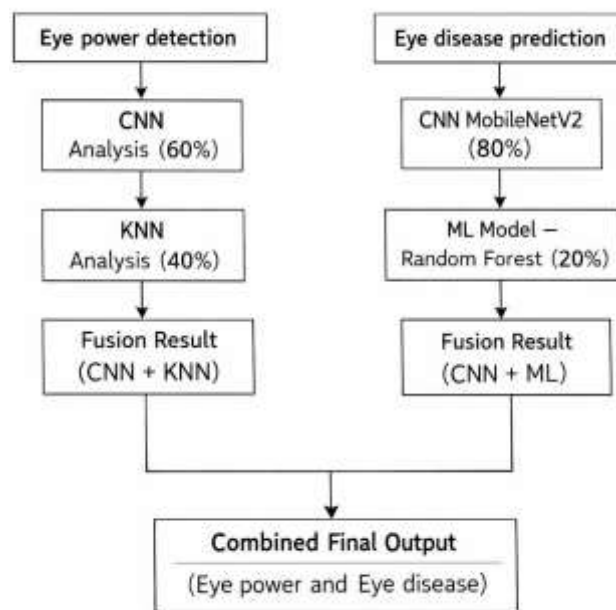 Eye power detection
CNN
Analysis (60%)
KNN
Analysis (40%)
Fusion Result
(CNN + KNN)
Eye disease prediction
CNN MobileNetV2
(80%)
ML Model –
Random Forest (20%)
Fusion Result
(CNN + ML)
Combined Final Output
(Eye power and Eye disease)